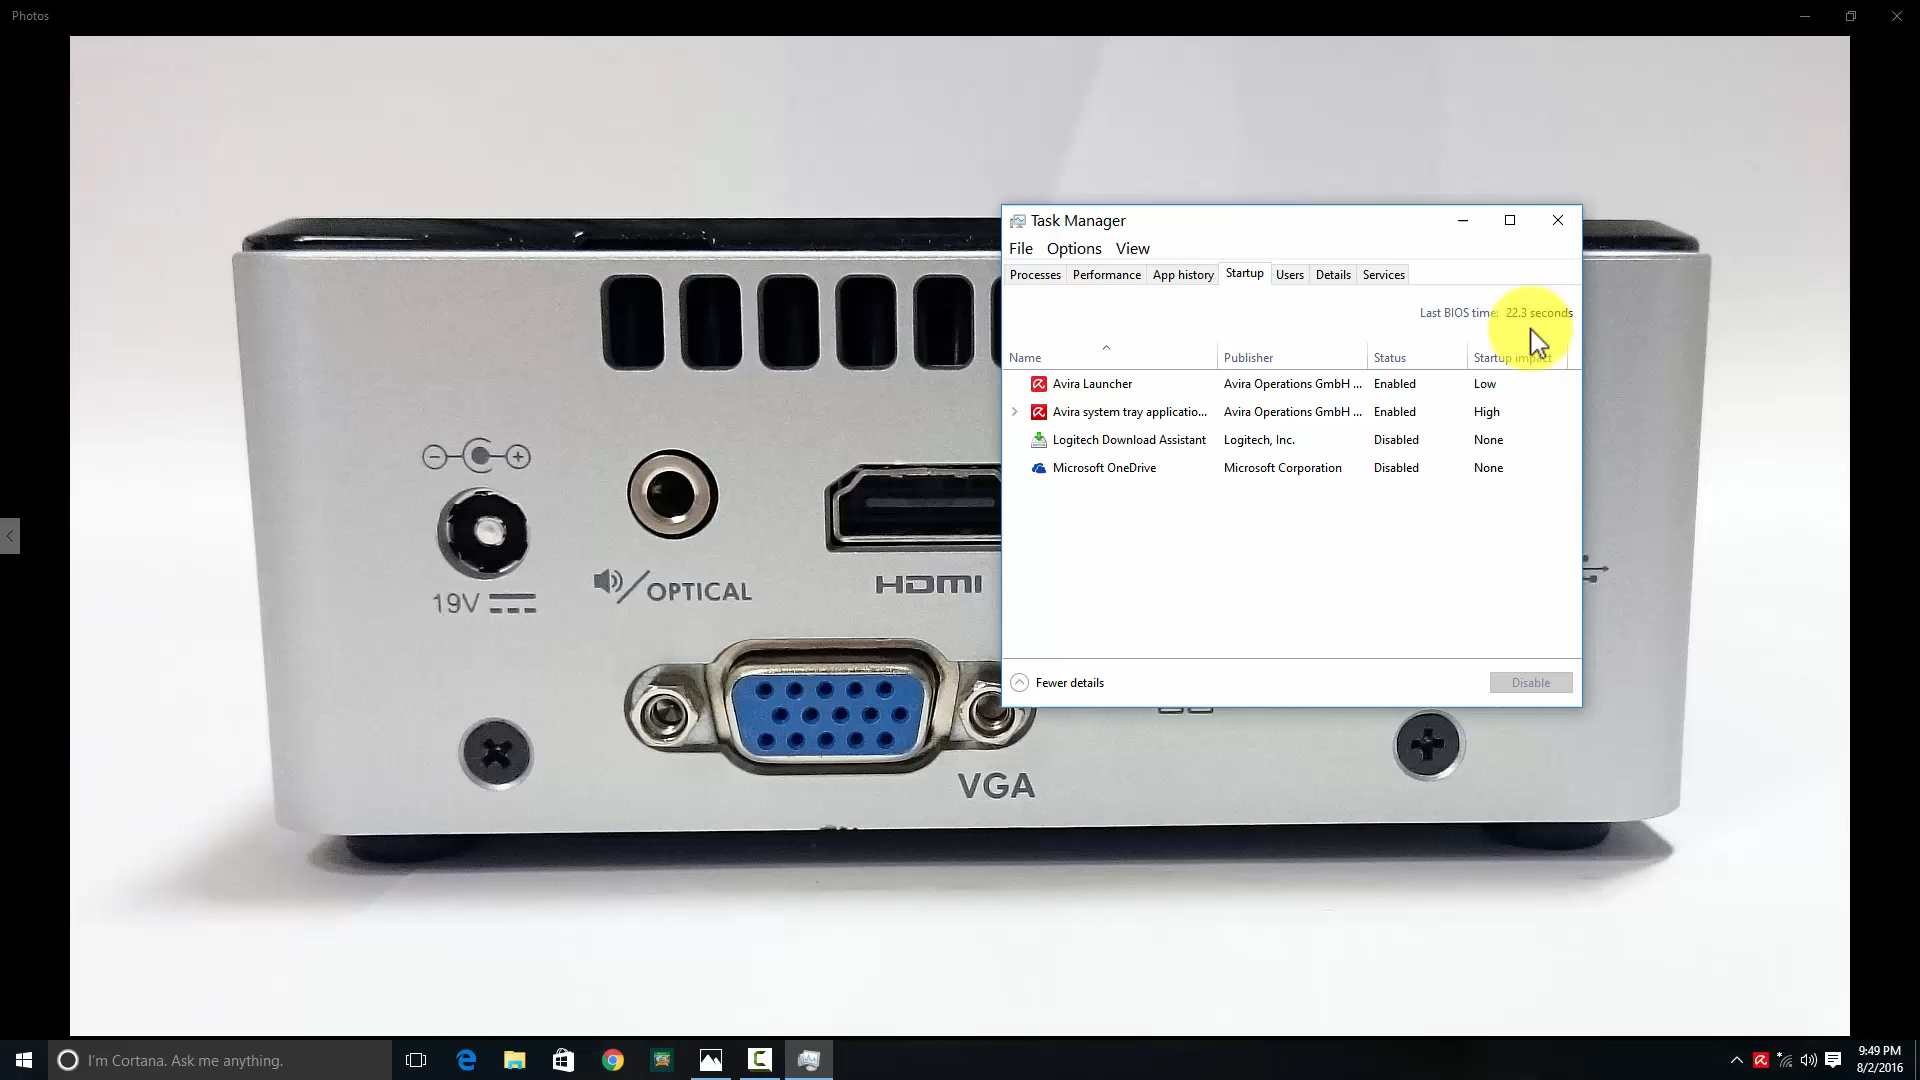 Photos
Task Manager
File Options View
Processes Performance App history Startup Users Details Services
Last BIOS time: 22.3 seconds
Name Publisher Status Startup impact
Avira Launcher Avira Operations GmbH ... Enabled Low
Avira system tray applicatio... Avira Operations GmbH ... Enabled High
Logitech Download Assistant Logitech, Inc. Disabled None
Microsoft OneDrive Microsoft Corporation Disabled None
Fewer details Disable
19V
/OPTICAL
HDMI
VGA
I'm Cortana. Ask me anything.
9:49 PM
8/2/2016